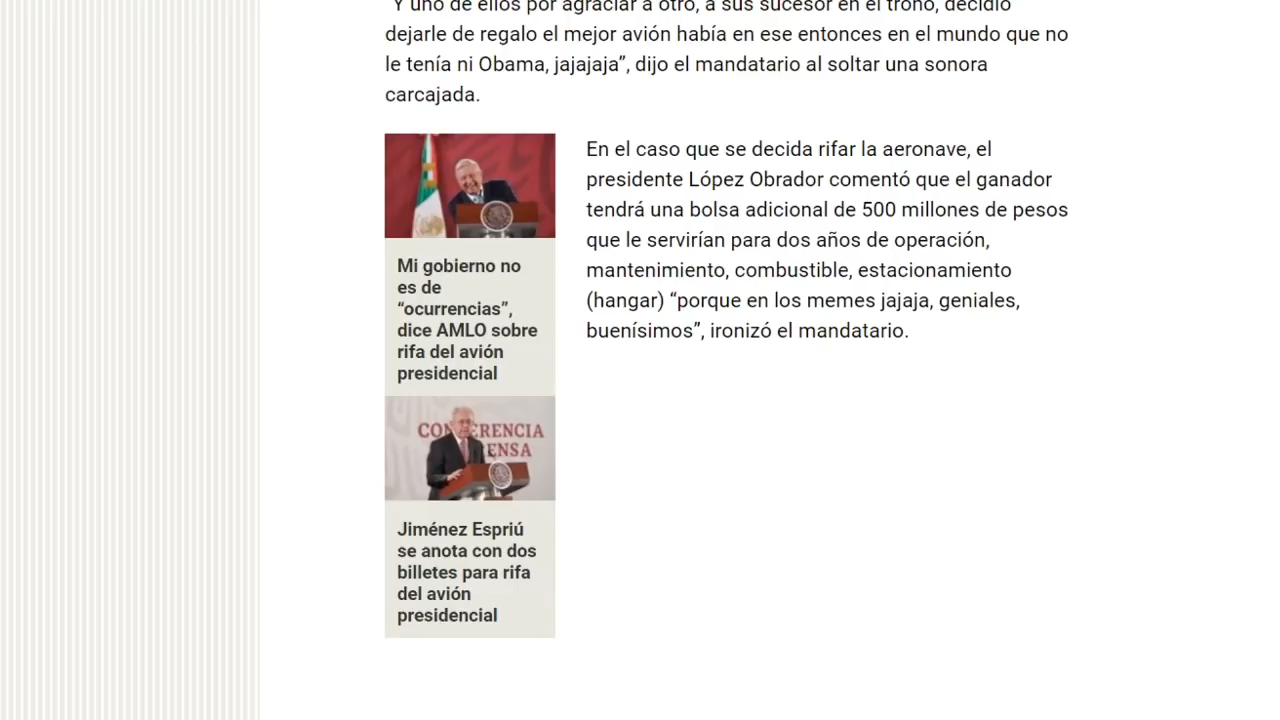 “Y uno de ellos por agraciar a otro, a sus sucesor en el trono, decidió
dejarle de regalo el mejor avión había en ese entonces en el mundo que no
le tenía ni Obama, jajajaja”, dijo el mandatario al soltar una sonora
carcajada.
En el caso que se decida rifar la aeronave, el
presidente López Obrador comentó que el ganador
tendrá una bolsa adicional de 500 millones de pesos
que le servirían para dos años de operación,
mantenimiento, combustible, estacionamiento
(hangar) “porque en los memes jajaja, geniales,
buenísimos”, ironizó el mandatario.
Mi gobierno no
es de
“ocurrencias”,
dice AMLO sobre
rifa del avión
presidencial
CONFERENCIA
ENSA
Jiménez Espriú
se anota con dos
billetes para rifa
del avión
presidencial